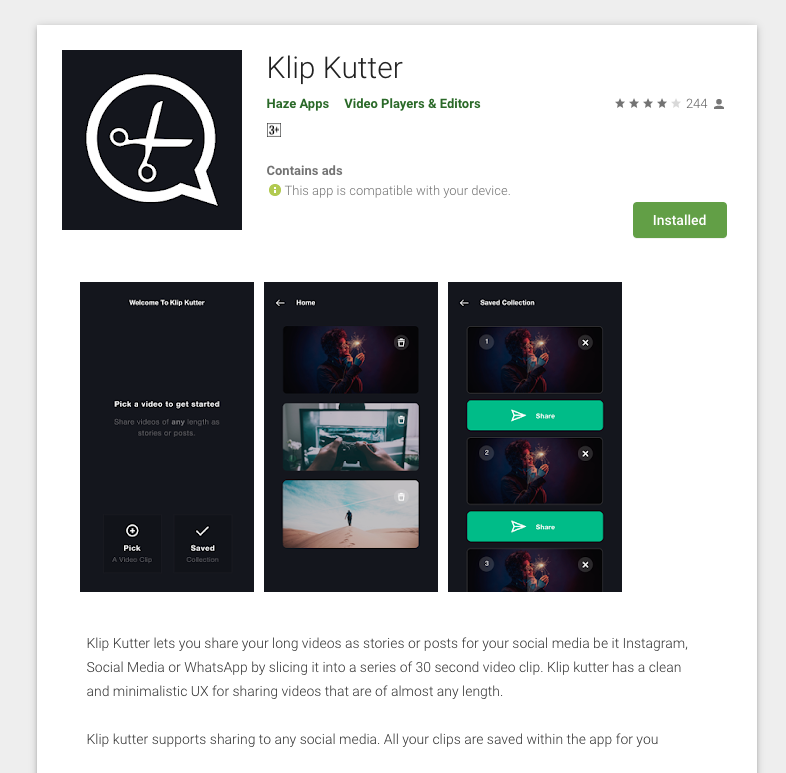 Klip Kutter
Haze Apps Video Players & Editors 244
3+
Contains ads
This app is compatible with your device.
Installed
Welcome To Klip Kutter
Pick a video to get started
Share videos of any length as
stories or posts.
Pick
A Video Clip
Saved
Collection
Home
Saved Collection
1
Share
2
Share
3
Klip Kutter lets you share your long videos as stories or posts for your social media be it Instagram,
Social Media or WhatsApp by slicing it into a series of 30 second video clip. Klip kutter has a clean
and minimalistic UX for sharing videos that are of almost any length.
Klip kutter supports sharing to any social media. All your clips are saved within the app for you